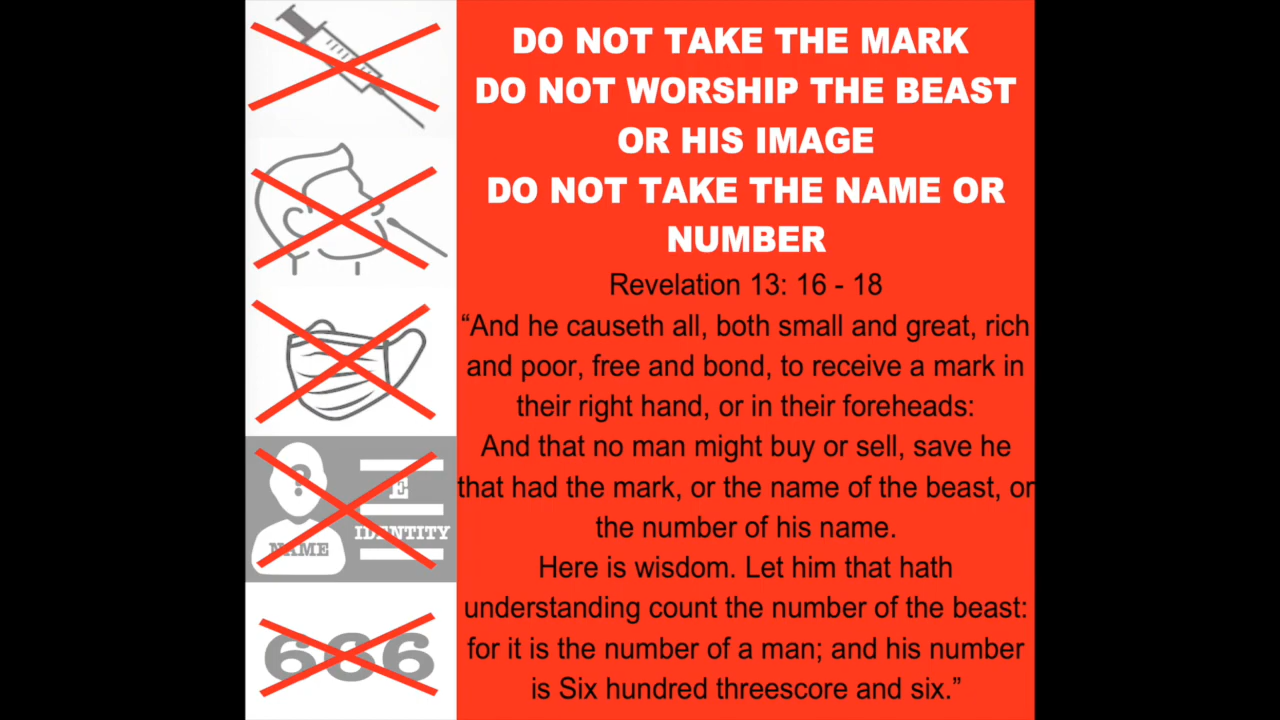 DO NOT TAKE THE MARK
DO NOT WORSHIP THE BEAST
OR HIS IMAGE
DO NOT TAKE THE NAME OR
NUMBER
Revelation 13: 16 - 18
“And he causeth all, both small and great, rich
and poor, free and bond, to receive a mark in
their right hand, or in their foreheads:
And that no man might buy or sell, save he
that had the mark, or the name of the beast, or
the number of his name.
Here is wisdom. Let him that hath
understanding count the number of the beast:
for it is the number of a man; and his number
is Six hundred threescore and six.”
?
NAME
E
IDENTITY
666